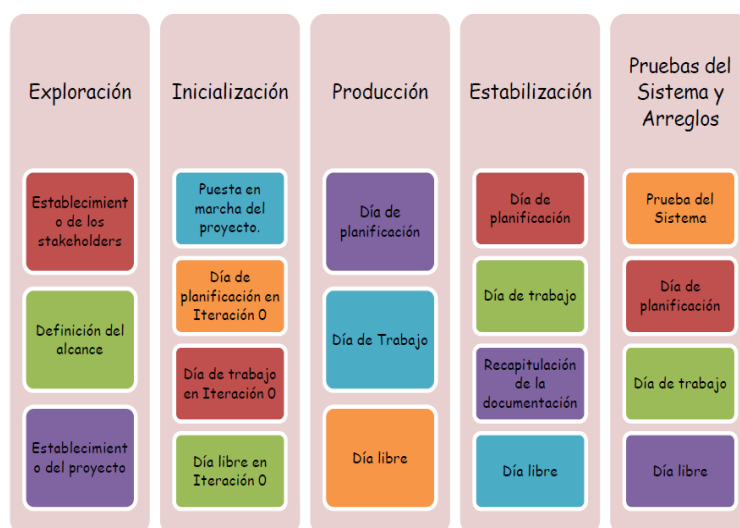 Exploración
Establecimient
o de los
stakeholders
Definición del
alcance
Establecimient
o del proyecto
Inicialización
Puesta en
marcha del
proyecto.
Día de
planificación en
Iteración 0
Día de trabajo
en Iteración 0
Día libre en
Iteración 0
Producción
Día de
planificación
Día de Trabajo
Día libre
Estabilización
Día de
planificación
Día de trabajo
Recapitulación
de la
documentación
Día libre
Pruebas del
Sistema y
Arreglos
Prueba del
Sistema
Día de
planificación
Día de trabajo
Día libre